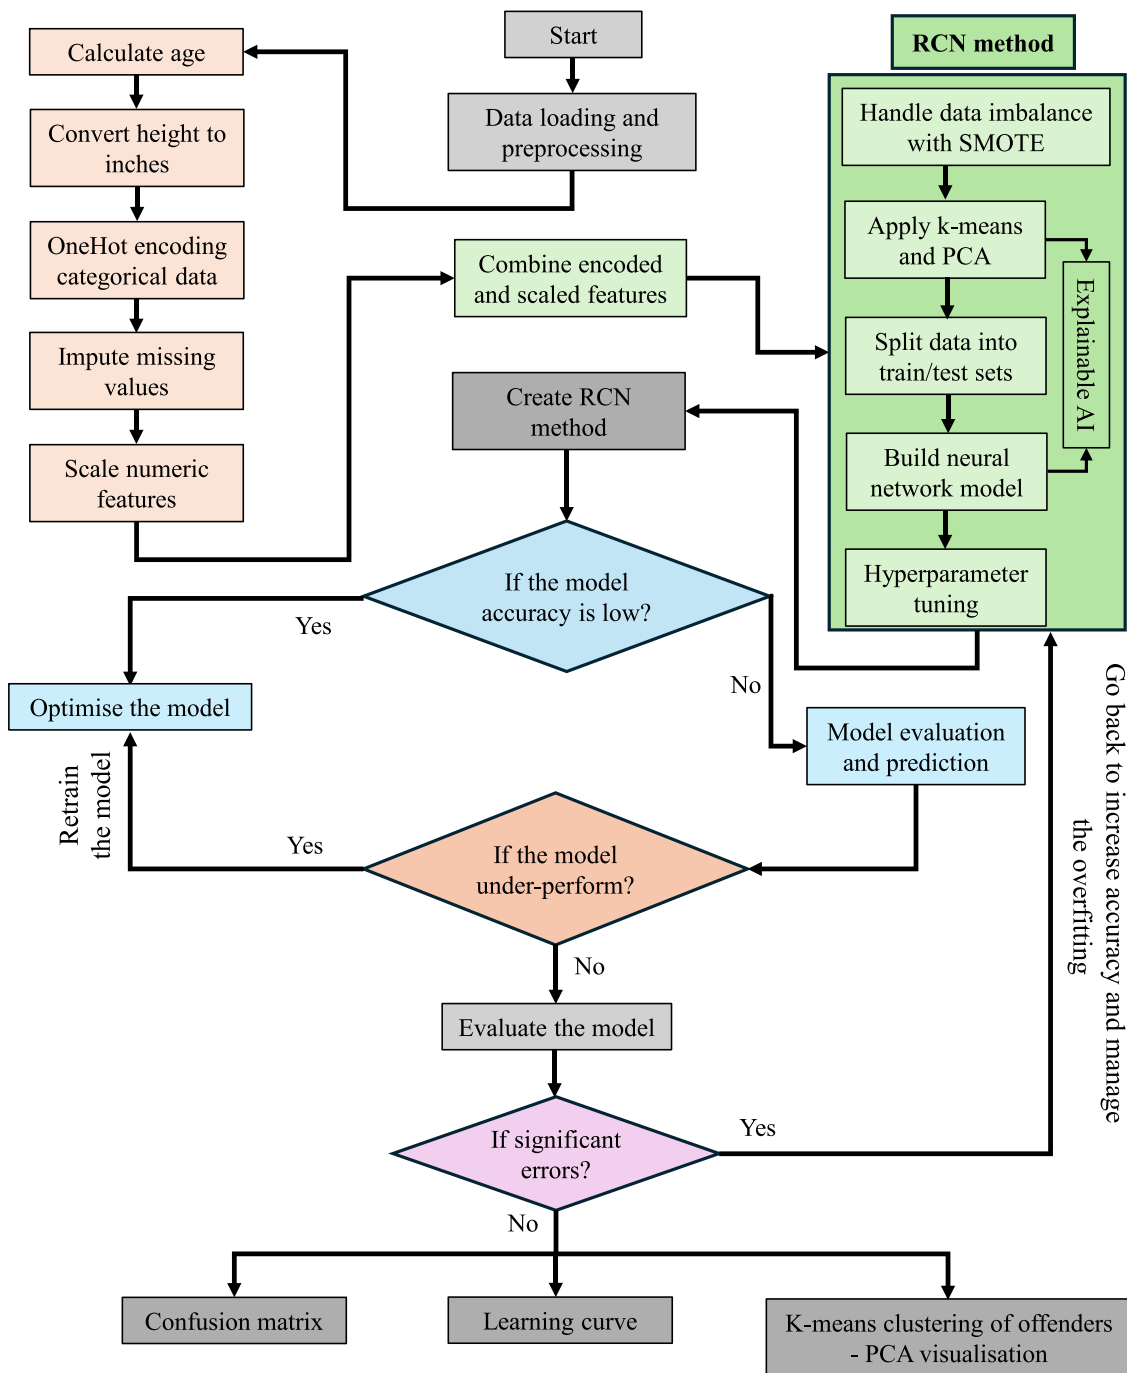 Start
Data loading and
preprocessing
Calculate age
Convert height to
inches
OneHot encoding
categorical data
Impute missing
values
Scale numeric
features
Combine encoded
and scaled features
RCN method
Handle data imbalance
with SMOTE
Apply k-means
and PCA
Split data into
train/test sets
Build neural
network model
Hyperparameter
tuning
Explainable AI
Create RCN
method
If the model
accuracy is low?
Yes
No
Optimise the model
Model evaluation
and prediction
Retrain
the model
If the model
under-perform?
Yes
No
Evaluate the model
If significant
errors?
Yes
Go back to increase accuracy and manage
the overfitting
No
Confusion matrix
Learning curve
K-means clustering of offenders
- PCA visualisation